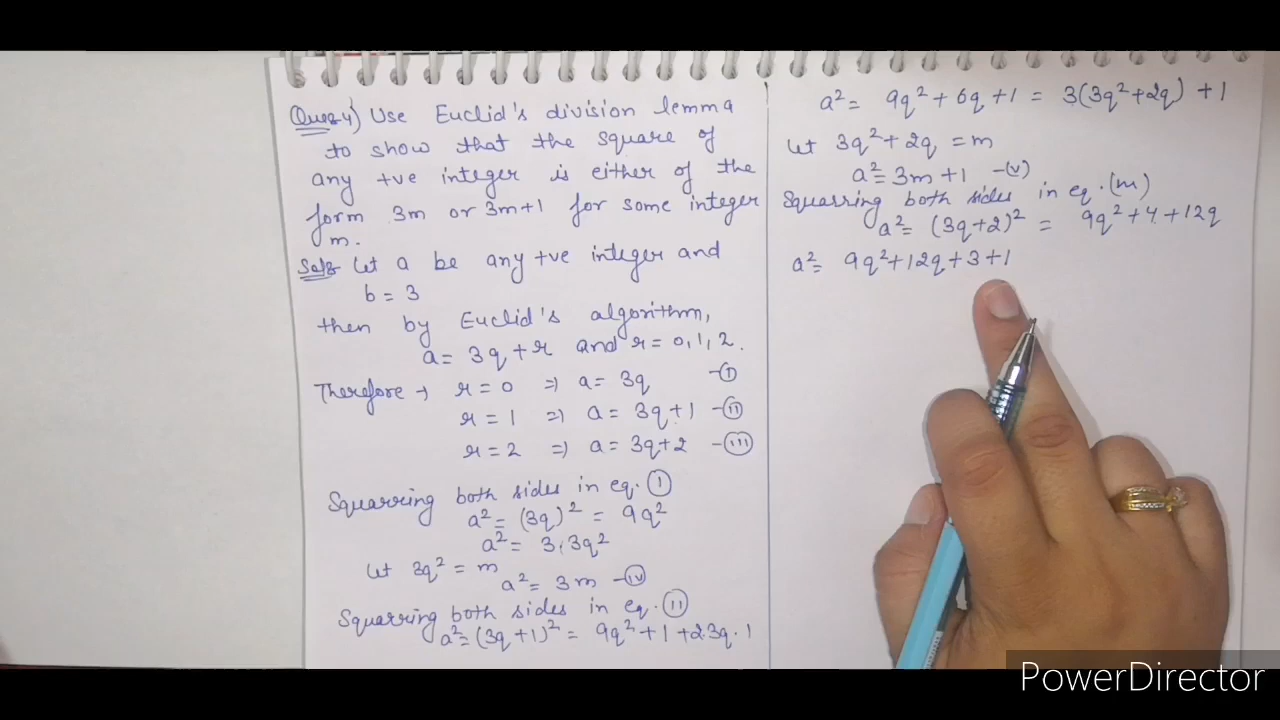 Ques 4) Use Euclid's division lemma
to show that the square of
any +ve integer is either of the
form 3m or 3m+1 for some integer
m.
Sol: Let a be any +ve integer and
b = 3
then by Euclid's algorithm,
a = 3q + r and r = 0, 1, 2.
Therefore → r = 0 ⇒ a = 3q –(I)
r = 1 ⇒ a = 3q+1 –(II)
r = 2 ⇒ a = 3q+2 –(III)
Squarring both sides in eq. (I)
a² = (3q)² = 9q²
a² = 3.3q²
Let 3q² = m
a² = 3m –(IV)
Squarring both sides in eq. (II)
a² = (3q+1)² = 9q² + 1 + 2.3q.1
a² = 9q² + 6q + 1 = 3(3q² + 2q) + 1
Let 3q² + 2q = m
a² = 3m + 1 –(V)
Squarring both sides in eq. (m)
a² = (3q+2)² = 9q² + 4 + 12q
a² = 9q² + 12q + 3 + 1
PowerDirector